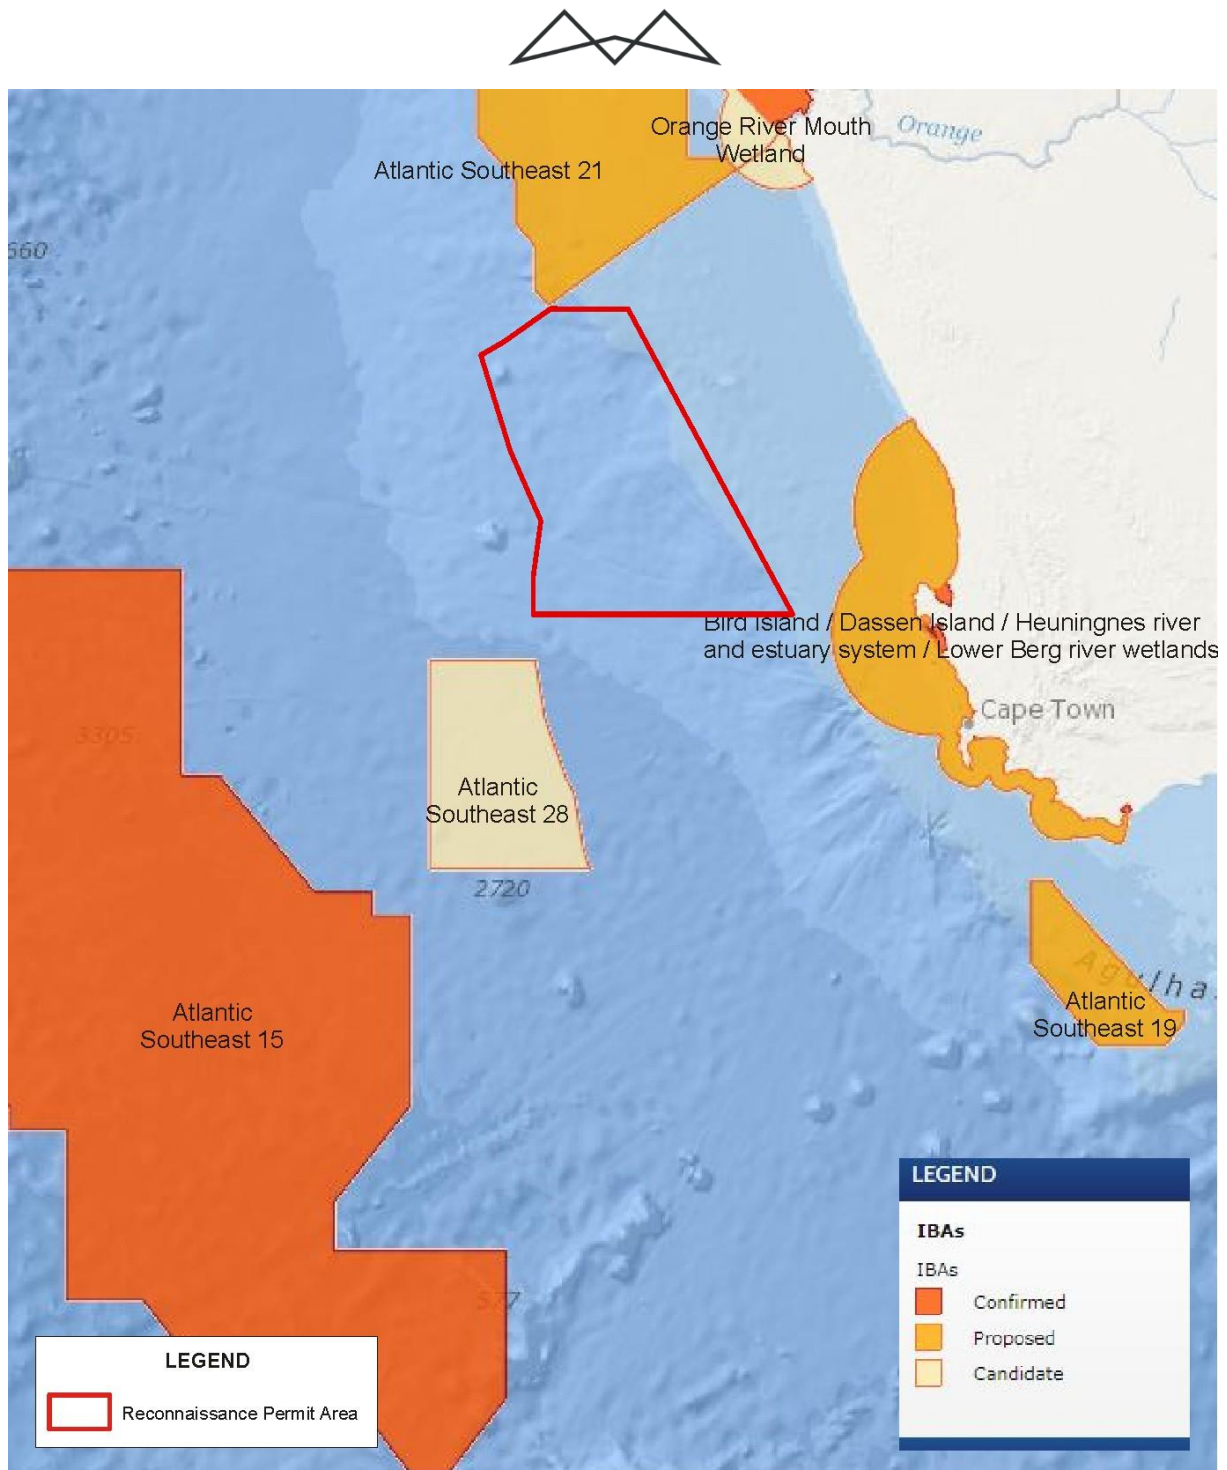 Orange River Mouth
Wetland
Orange
Atlantic Southeast 21
560
Bird Island / Dassen Island / Heuningnes river
and estuary system / Lower Berg river wetlands
Cape Town
3305
Atlantic
Southeast 28
2720
Agulhas
Atlantic
Southeast 19
Atlantic
Southeast 15
577
LEGEND
IBAs
IBAs
Confirmed
Proposed
Candidate
LEGEND
Reconnaissance Permit Area